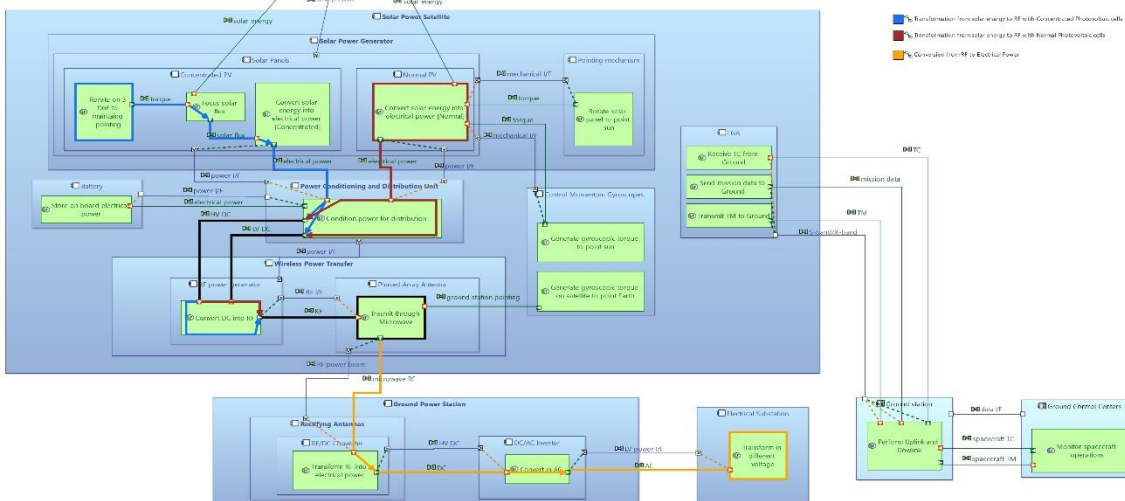 solar energy
solar energy
Solar Power Satellite
Transformation from solar energy to RF with Concentrated Photovoltaic cells
Transformation from solar energy to RF with Normal Photovoltaic cells
Conversion from RF to Electrical Power
Solar Power Generator
Solar Panels
Concentrated PV
Normal PV
Pointing mechanism
mechanical I/F
Rotate on 3
DoF to
maintaing
pointing
torque
Focus solar
flux
Convert solar
energy into
electrical power
[Concentrated]
Convert solar energy into
electrical power [Normal]
torque
torque
Rotate solar
panel to point
sun
solar flux
mechanical I/F
electrical power
electrical power
power I/F
power I/F
Receive TC from
Ground
TC
Send mission data to
Ground
mission data
Transmit TM to Ground
TM
S-band/X-band
Battery
power I/F
Power Conditioning and Distribution Unit
Control Momentum Gyroscopes
Store on board electrical
power
electrical power
HV DC
LV DC
Condition power for distribution
Generate gyroscopic torque
to point sun
power I/F
Wireless Power Transfer
RF power generator
Phased Array Antenna
Generate gyroscopic torque
on satellite to point Earth
RF I/F
RF
Convert DC into RF
Transmit through
Microwave
ground station pointing
RF power beam
microwave RF
Ground Power Station
Electrical Substation
Ground station
Ground Control Centers
Rectifyng Antennas
RF/DC Converter
HV DC
DC/AC Inverter
LV power I/F
data I/F
Transform RF into
electrical power
DC
Convert in AC
AC
Transform in
different
voltage
Perform Uplink and
Downlink
spacecraft TC
spacecraft TM
Monitor spacecraft
operations